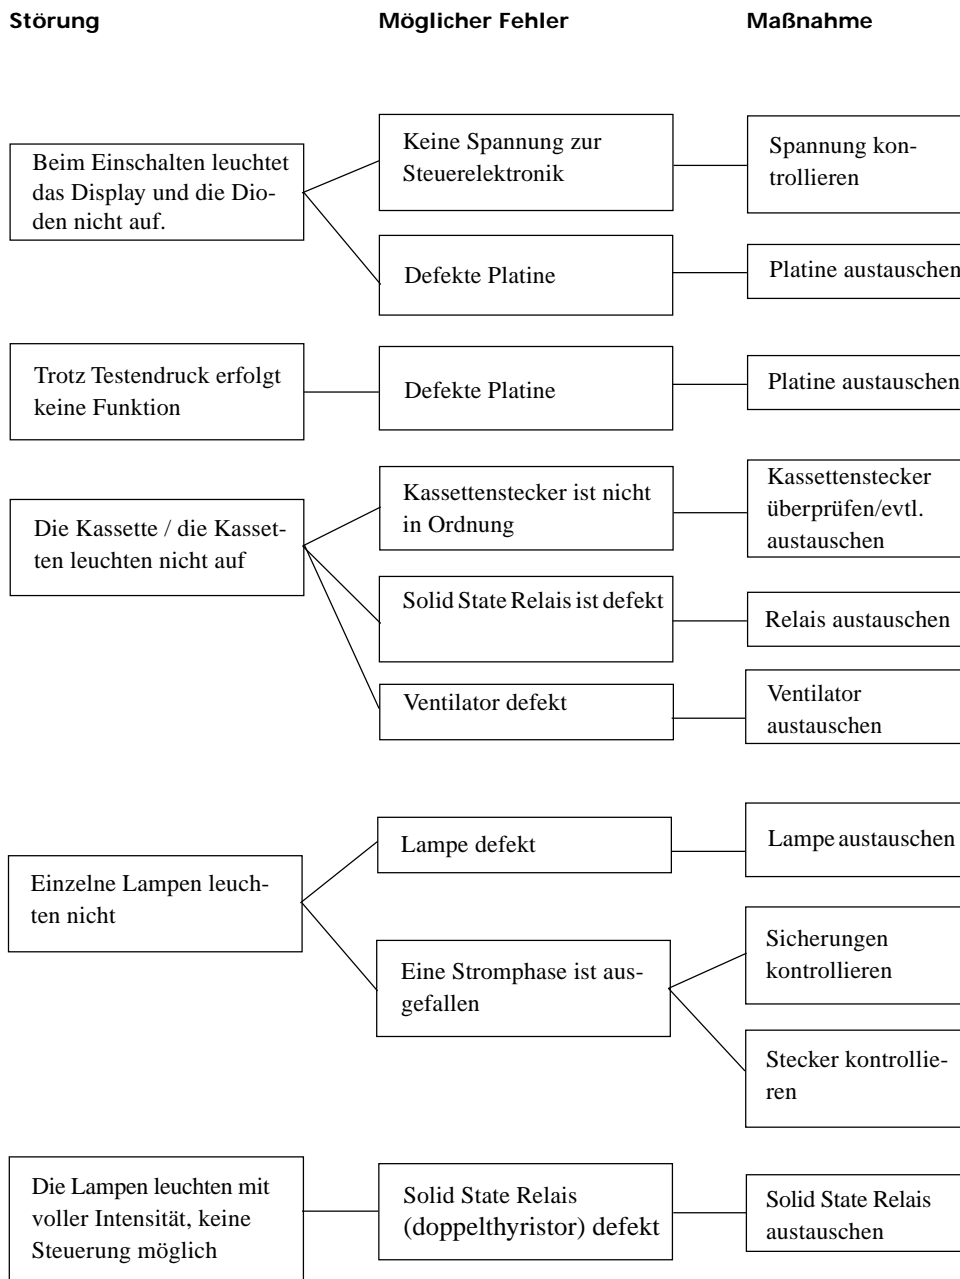 Störung
Möglicher Fehler
Maßnahme
Beim Einschalten leuchtet
das Display und die Dio-
den nicht auf.
Keine Spannung zur
Steuerelektronik
Spannung kon-
trollieren
Defekte Platine
Platine austauschen
Trotz Testendruck erfolgt
keine Funktion
Defekte Platine
Platine austauschen
Die Kassette / die Kasset-
ten leuchten nicht auf
Kassettenstecker ist nicht
in Ordnung
Kassettenstecker
überprüfen/evtl.
austauschen
Solid State Relais ist defekt
Relais austauschen
Ventilator defekt
Ventilator
austauschen
Einzelne Lampen leuch-
ten nicht
Lampe defekt
Lampe austauschen
Eine Stromphase ist aus-
gefallen
Sicherungen
kontrollieren
Stecker kontrollie-
ren
Die Lampen leuchten mit
voller Intensität, keine
Steuerung möglich
Solid State Relais
(doppelthyristor) defekt
Solid State Relais
austauschen